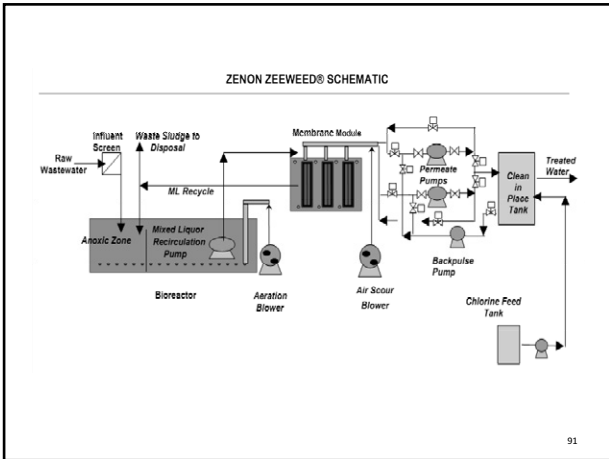 ZENON ZEEWEED® SCHEMATIC
Influent
Screen
Waste Sludge to
Disposal
Raw
Wastewater
ML Recycle
Membrane Module
Permeate
Pumps
Clean
in
Place
Tank
Treated
Water
Anoxic Zone
Mixed Liquor
Recirculation
Pump
Bioreactor
Aeration
Blower
Air Scour
Blower
Backpulse
Pump
Chlorine Feed
Tank
91